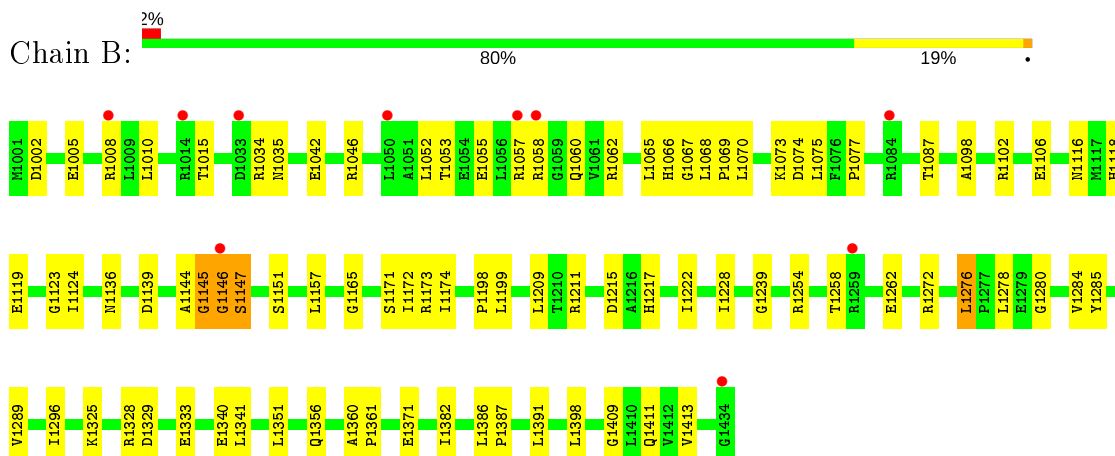 2%
Chain B:
80%
19%
•
M1001 D1002 E1005 R1008 L1009 L1010 R1014 T1015 D1033 R1034 N1035 E1042 R1046 L1050 A1051 L1052 T1053 E1054 E1055 L1056 R1057 R1058 G1059 Q1060 V1061 R1062 L1065 H1066 G1067 L1068 P1069 L1070 K1073 D1074 L1075 F1076 P1077 R1084 T1087 A1098 R1102 E1106 N1116 M1117 H1118
E1119 G1123 I1124 N1136 D1139 A1144 G1145 G1146 S1147 S1151 L1157 G1165 S1171 I1172 R1173 I1174 P1198 L1199 L1209 T1210 R1211 D1215 A1216 H1217 I1222 I1228 G1239 R1254 T1258 R1259 E1262 R1272 L1276 P1277 L1278 E1279 G1280 V1284 Y1285
V1289 I1296 K1325 R1328 D1329 E1333 E1340 L1341 L1351 Q1356 A1360 P1361 E1371 I1382 L1386 P1387 L1391 L1398 G1409 L1410 Q1411 V1412 V1413 G1434